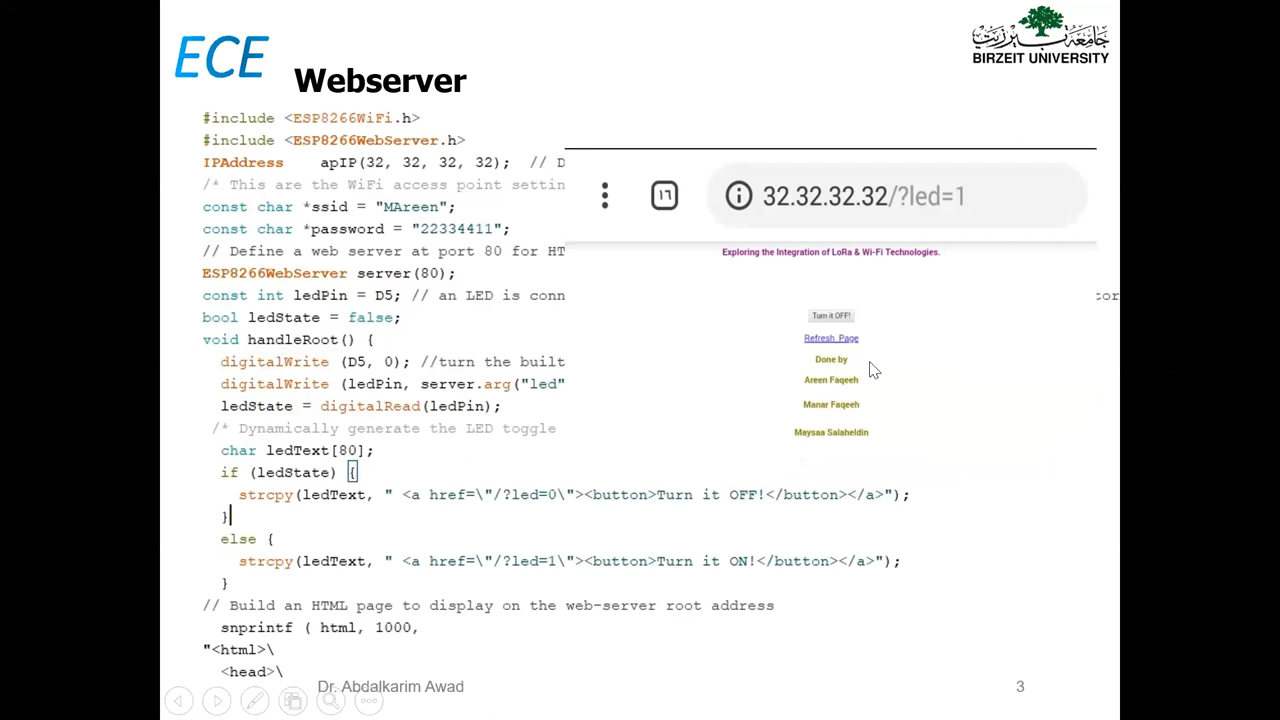 ECE
Webserver
جامعة بيرزيت
BIRZEIT UNIVERSITY
#include <ESP8266WiFi.h>
#include <ESP8266WebServer.h>
IPAddress    apIP(32, 32, 32, 32);  // D
/* This are the WiFi access point settin
const char *ssid = "MAreen";
const char *password = "22334411";
// Define a web server at port 80 for HT
ESP8266WebServer server(80);
const int ledPin = D5; // an LED is conn
bool ledState = false;
void handleRoot() {
digitalWrite (D5, 0); //turn the built
digitalWrite (ledPin, server.arg("led"
ledState = digitalRead(ledPin);
/* Dynamically generate the LED toggle
char ledText[80];
if (ledState) {
strcpy(ledText, " <a href=\"/?led=0\"><button>Turn it OFF!</button></a>");
}
else {
strcpy(ledText, " <a href=\"/?led=1\"><button>Turn it ON!</button></a>");
}
// Build an HTML page to display on the web-server root address
snprintf ( html, 1000,
"<html>\
<head>\
١٦
32.32.32.32/?led=1
Exploring the Integration of LoRa & Wi-Fi Technologies.
cor
Turn it OFF!
Refresh_Page
Done by
Areen Faqeeh
Manar Faqeeh
Maysaa Salaheldin
Dr. Abdalkarim Awad
3